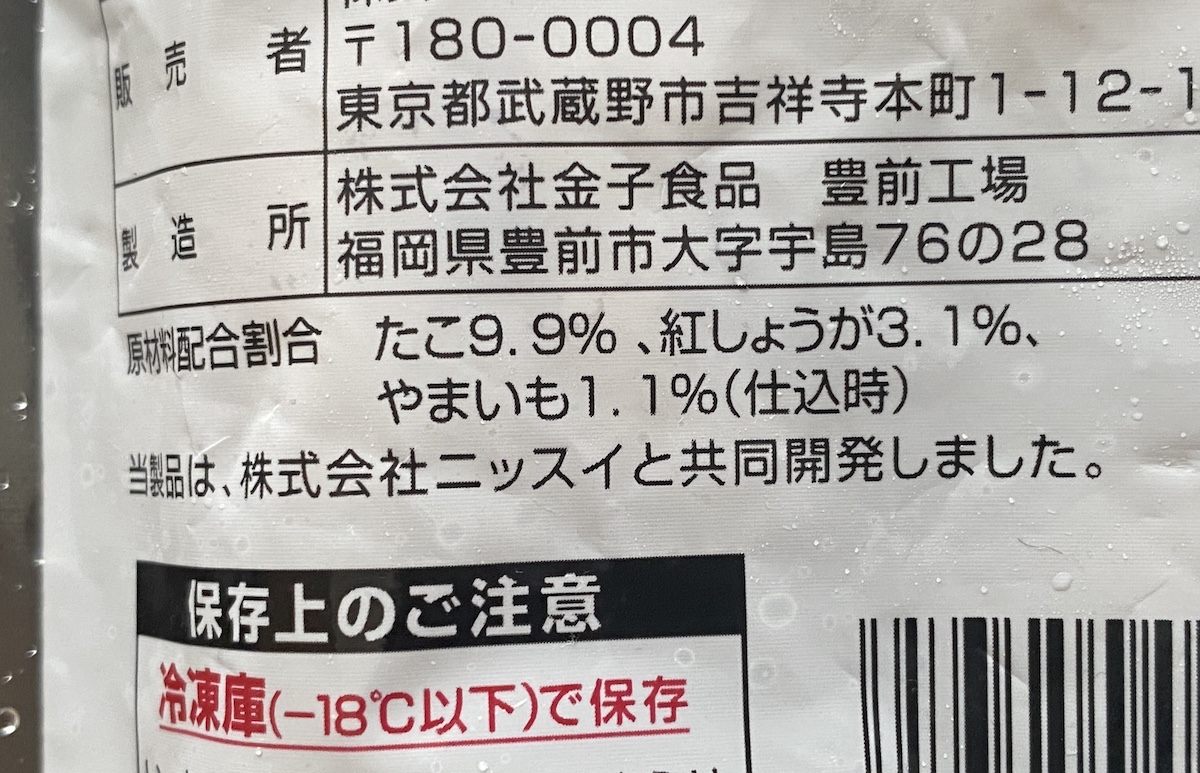 販売者
〒180-0004
東京都武蔵野市吉祥寺本町1-12-1
製造所
株式会社金子食品 豊前工場
福岡県豊前市大字宇島76の28
原材料配合割合 たこ9.9%、紅しょうが3.1%、
やまいも1.1%(仕込時)
当製品は、株式会社ニッスイと共同開発しました。
保存上のご注意
冷凍庫(-18℃以下)で保存